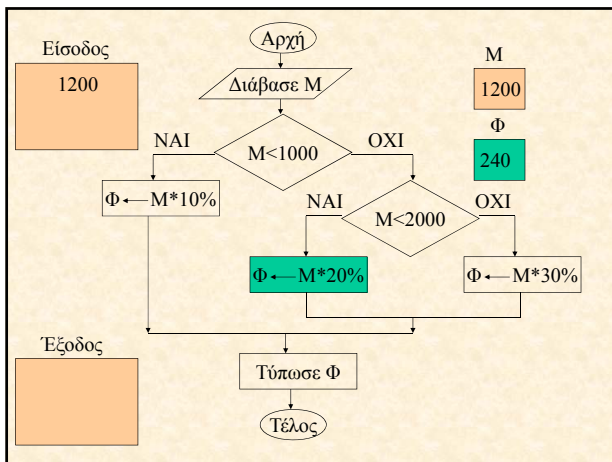 Αρχή
Είσοδος
1200
Διάβασε Μ
Μ
1200
Φ
240
ΝΑΙ
Μ<1000
ΟΧΙ
Φ ← Μ*10%
ΝΑΙ
Μ<2000
ΟΧΙ
Φ ← Μ*20%
Φ ← Μ*30%
Έξοδος
Τύπωσε Φ
Τέλος